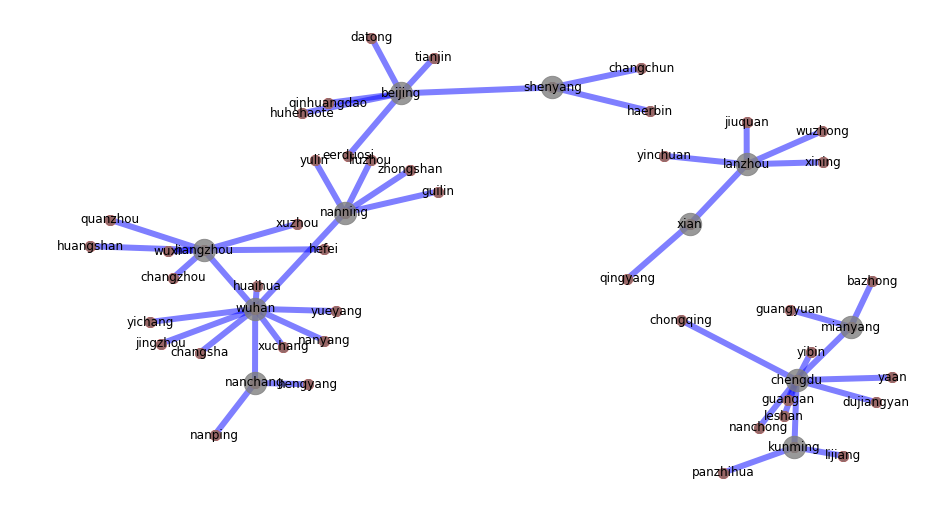 datong
tianjin
changchun
beijing
shenyang
qinhuangdao
huhehaote
haerbin
jiuquan
wuzhong
eerduosi
yulin
liuzhou
zhongshan
yinchuan
lanzhou
xining
guilin
nanning
quanzhou
xuzhou
xian
huangshan
wuxi
hangzhou
hefei
changzhou
qingyang
bazhong
huaihua
wuhan
yueyang
guangyuan
yichang
chongqing
mianyang
jingzhou
changsha
xuchang
nanyang
yibin
nanchang
hengyang
chengdu
yaan
guangan
dujiangyan
leshan
nanchong
nanping
kunming
lijiang
panzhihua